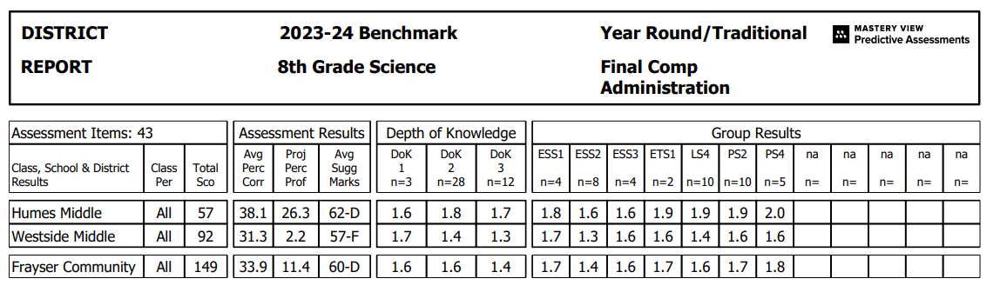 DISTRICT 2023-24 Benchmark Year Round/Traditional MASTERY VIEW
Predictive Assessments
REPORT 8th Grade Science Final Comp
Administration
Assessment Items: 43 Assessment Results Depth of Knowledge Group Results
Class, School & District Results Class Per Total Sco Avg Perc Corr Proj Perc Prof Avg Sugg Marks DoK 1 n=3 DoK 2 n=28 DoK 3 n=12 ESS1 n=4 ESS2 n=8 ESS3 n=4 ETS1 n=2 LS4 n=10 PS2 n=10 PS4 n=5 na n= na n= na n= na n= na n=
Humes Middle All 57 38.1 26.3 62-D 1.6 1.8 1.7 1.8 1.6 1.6 1.9 1.9 1.9 2.0
Westside Middle All 92 31.3 2.2 57-F 1.7 1.4 1.3 1.7 1.3 1.6 1.6 1.4 1.6 1.6
Frayser Community All 149 33.9 11.4 60-D 1.6 1.6 1.4 1.7 1.4 1.6 1.7 1.6 1.7 1.8